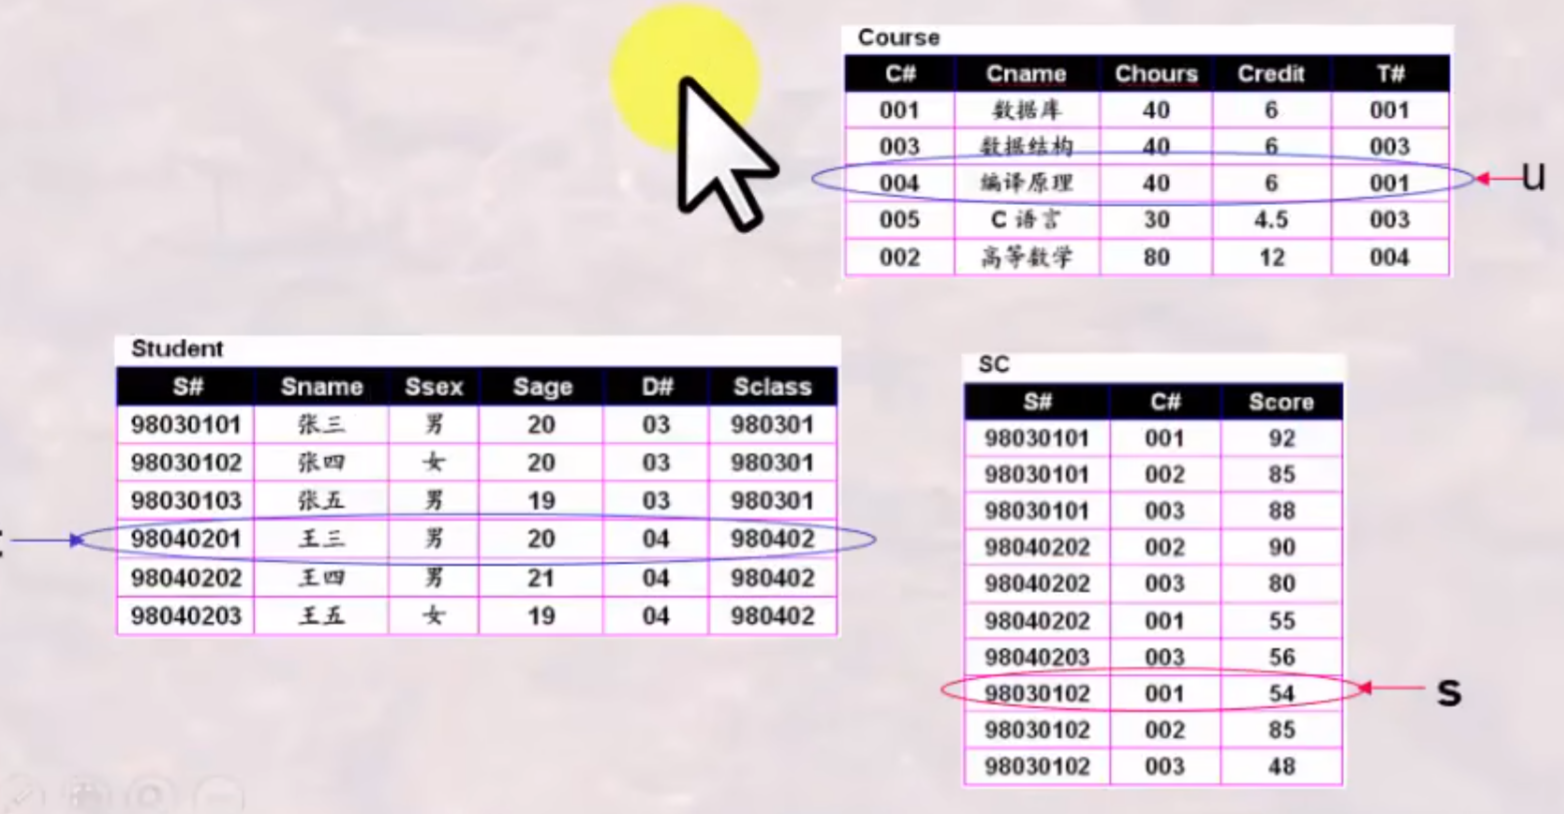 Course
C# Cname Chours Credit T#
001 数据库 40 6 001
003 数据结构 40 6 003
004 编译原理 40 6 001
u
005 C 语言 30 4.5 003
002 高等数学 80 12 004
Student
S# Sname Ssex Sage D# Sclass
98030101 张三 男 20 03 980301
98030102 张四 女 20 03 980301
98030103 张五 男 19 03 980301
98040201 王三 男 20 04 980402
98040202 王四 男 21 04 980402
98040203 王五 女 19 04 980402
SC
S# C# Score
98030101 001 92
98030101 002 85
98030101 003 88
98040202 002 90
98040202 003 80
98040202 001 55
98040203 003 56
98030102 001 54
s
98030102 002 85
98030102 003 48